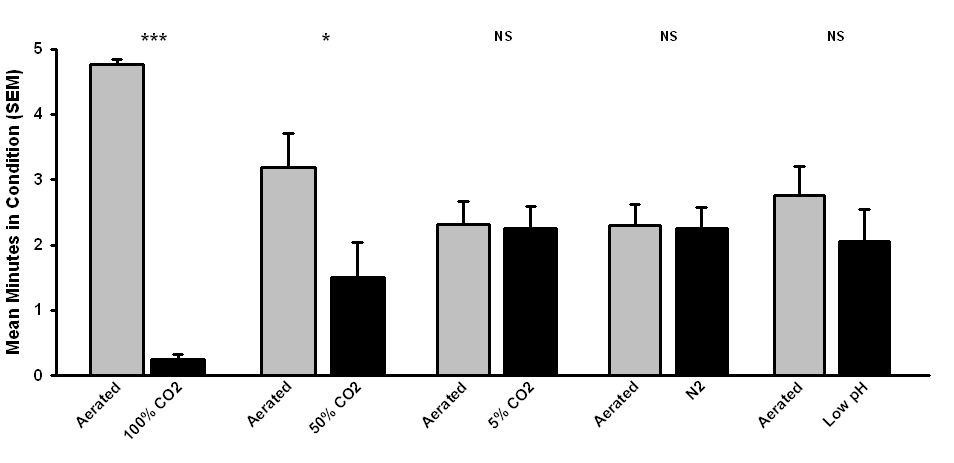 *** * NS NS NS
Mean Minutes in Condition (SEM)
5
4
3
2
1
0
Aerated 100% CO2 Aerated 50% CO2 Aerated 5% CO2 Aerated N2 Aerated Low pH